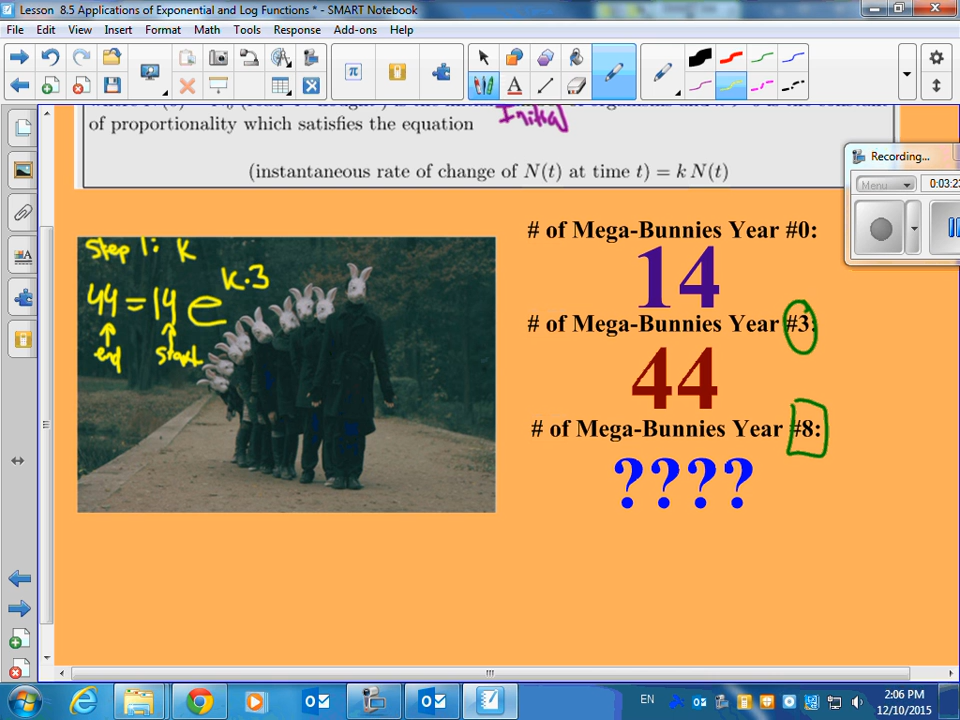 Lesson 8.5 Applications of Exponential and Log Functions * - SMART Notebook
File Edit View Insert Format Math Tools Response Add-ons Help
Initial
of proportionality which satisfies the equation
(instantaneous rate of change of N(t) at time t) = k N(t)
Recording...
Menu
0:03:23
Step 1: k
44 = 14 e^k·3
end start
# of Mega-Bunnies Year #0:
14
# of Mega-Bunnies Year #3:
44
# of Mega-Bunnies Year #8:
????
EN
2:06 PM
12/10/2015